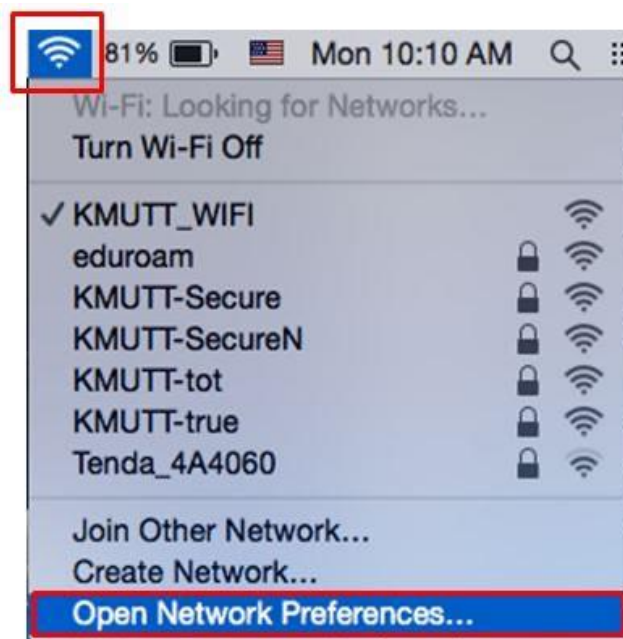 81% Mon 10:10 AM
Wi-Fi: Looking for Networks...
Turn Wi-Fi Off
✓ KMUTT_WIFI
eduroam
KMUTT-Secure
KMUTT-SecureN
KMUTT-tot
KMUTT-true
Tenda_4A4060
Join Other Network...
Create Network...
Open Network Preferences...